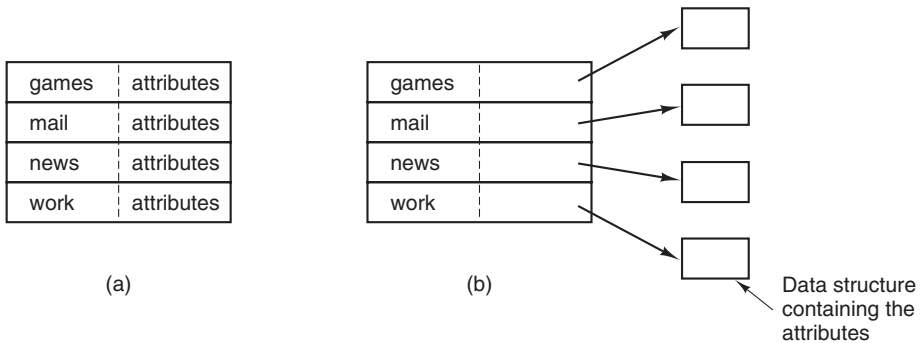 games attributes
mail attributes
news attributes
work attributes
(a)
games
mail
news
work
(b)
Data structure
containing the
attributes